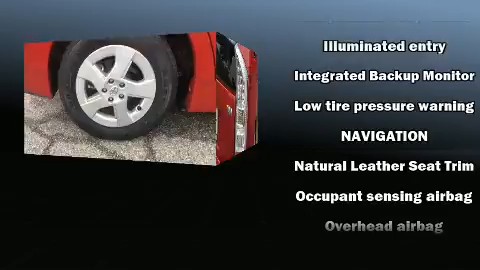 Illuminated entry
Integrated Backup Monitor
Low tire pressure warning
NAVIGATION
Natural Leather Seat Trim
Occupant sensing airbag
Overhead airbag